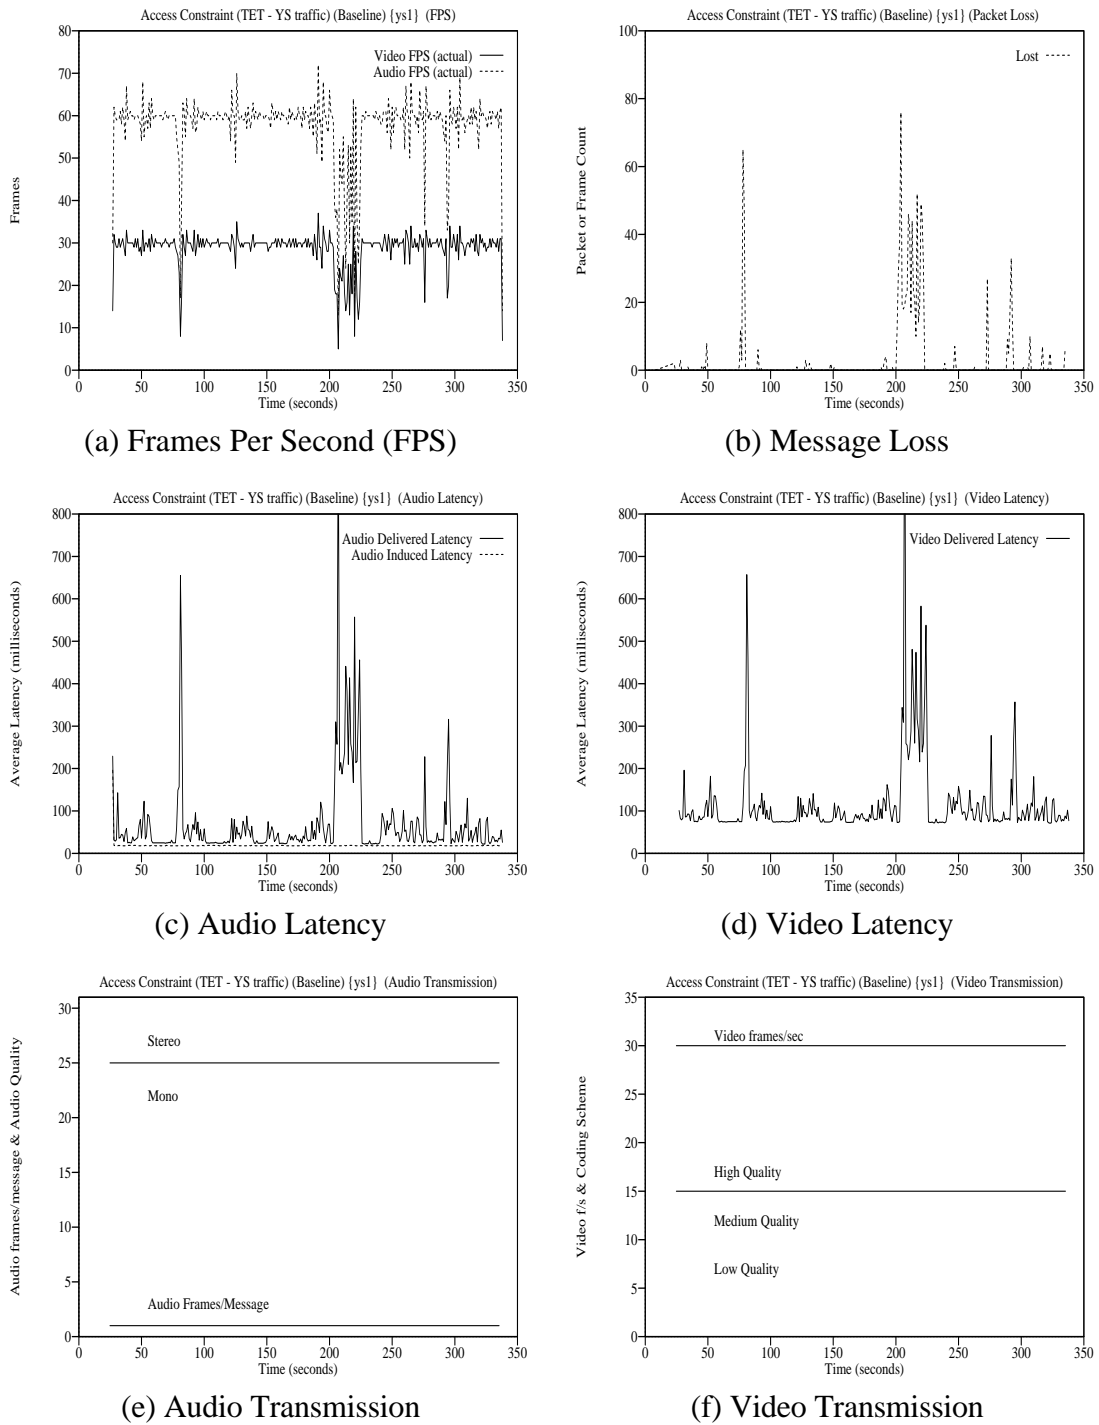 Access Constraint (TET - YS traffic) (Baseline) {ys1} (FPS)
80
70
60
50
40
30
20
10
0
Frames
Video FPS (actual)
Audio FPS (actual)
0 50 100 150 200 250 300 350
Time (seconds)
(a) Frames Per Second (FPS)
Access Constraint (TET - YS traffic) (Baseline) {ys1} (Packet Loss)
100
80
60
40
20
0
Packet or Frame Count
Lost
0 50 100 150 200 250 300 350
Time (seconds)
(b) Message Loss
Access Constraint (TET - YS traffic) (Baseline) {ys1} (Audio Latency)
800
700
600
500
400
300
200
100
0
Average Latency (milliseconds)
Audio Delivered Latency
Audio Induced Latency
0 50 100 150 200 250 300 350
Time (seconds)
(c) Audio Latency
Access Constraint (TET - YS traffic) (Baseline) {ys1} (Video Latency)
800
700
600
500
400
300
200
100
0
Average Latency (milliseconds)
Video Delivered Latency
0 50 100 150 200 250 300 350
Time (seconds)
(d) Video Latency
Access Constraint (TET - YS traffic) (Baseline) {ys1} (Audio Transmission)
30
25
20
15
10
5
0
Audio frames/message & Audio Quality
Stereo
Mono
Audio Frames/Message
0 50 100 150 200 250 300 350
Time (seconds)
(e) Audio Transmission
Access Constraint (TET - YS traffic) (Baseline) {ys1} (Video Transmission)
35
30
25
20
15
10
5
0
Video f/s & Coding Scheme
Video frames/sec
High Quality
Medium Quality
Low Quality
0 50 100 150 200 250 300 350
Time (seconds)
(f) Video Transmission